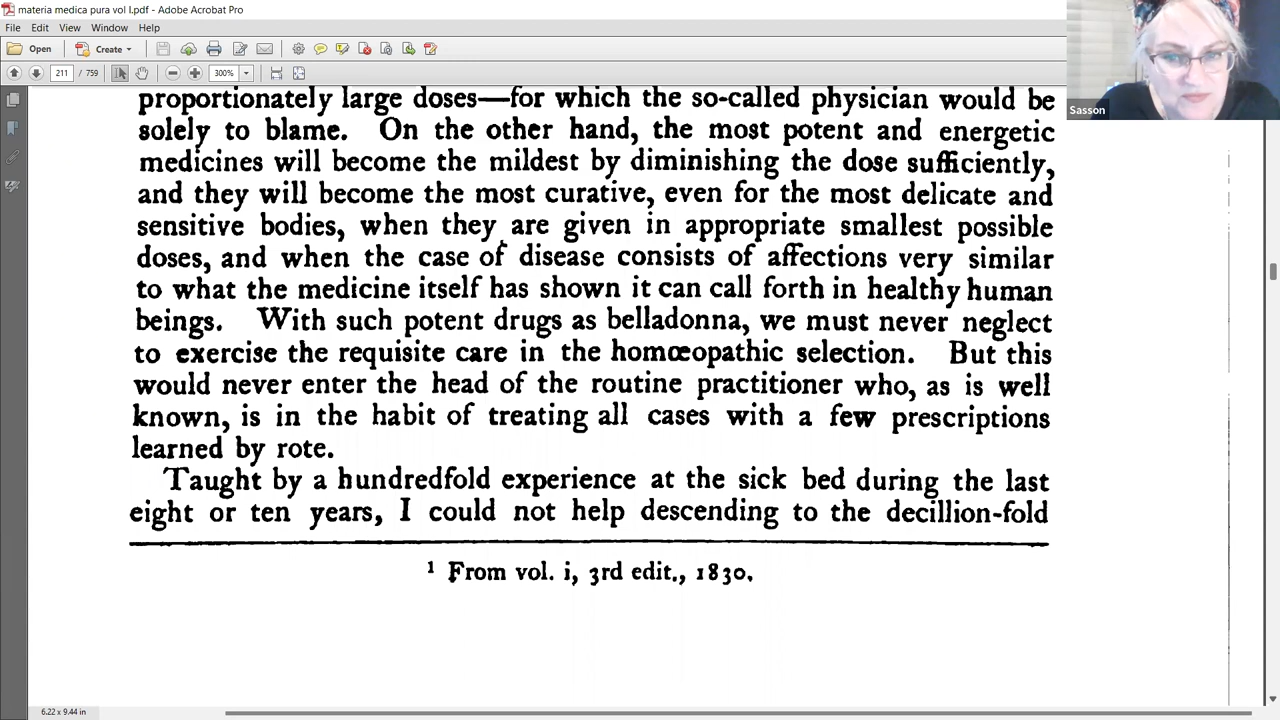 materia medica pura vol I.pdf - Adobe Acrobat Pro
File Edit View Window Help
Open Create
211 / 759 300%
Sasson
proportionately large doses—for which the so-called physician would be
solely to blame. On the other hand, the most potent and energetic
medicines will become the mildest by diminishing the dose sufficiently,
and they will become the most curative, even for the most delicate and
sensitive bodies, when they are given in appropriate smallest possible
doses, and when the case of disease consists of affections very similar
to what the medicine itself has shown it can call forth in healthy human
beings. With such potent drugs as belladonna, we must never neglect
to exercise the requisite care in the homœopathic selection. But this
would never enter the head of the routine practitioner who, as is well
known, is in the habit of treating all cases with a few prescriptions
learned by rote.
Taught by a hundredfold experience at the sick bed during the last
eight or ten years, I could not help descending to the decillion-fold
1 From vol. i, 3rd edit., 1830.
6.22 x 9.44 in